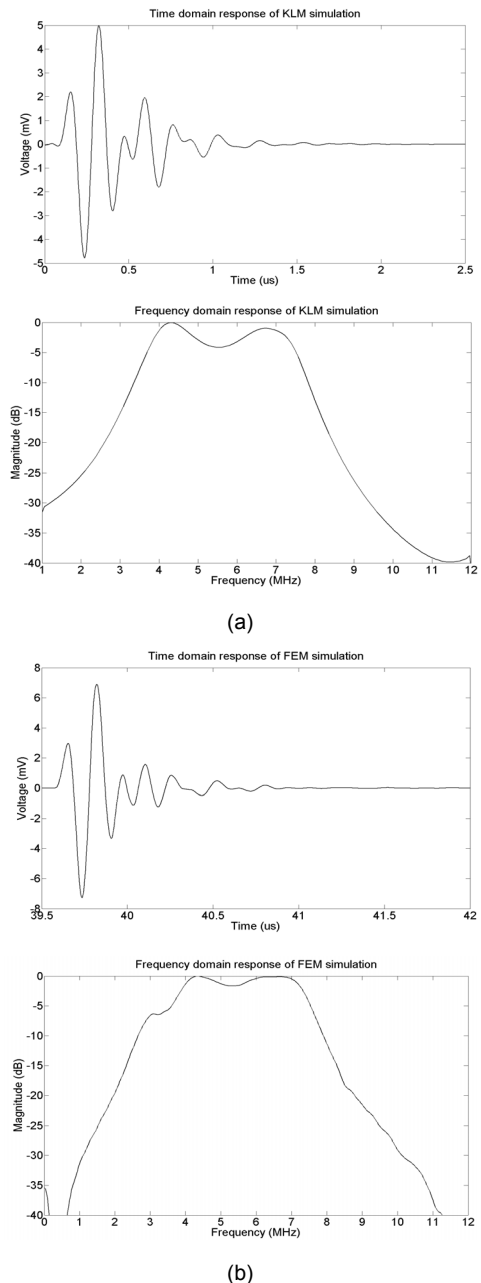 Time domain response of KLM simulation
5
4
3
2
1
0
-1
-2
-3
-4
-5
Voltage (mV)
0 0.5 1 1.5 2 2.5
Time (us)
Frequency domain response of KLM simulation
0
-5
-10
-15
-20
-25
-30
-35
-40
Magnitude (dB)
1 2 3 4 5 6 7 8 9 10 11 12
Frequency (MHz)
(a)
Time domain response of FEM simulation
8
6
4
2
0
-2
-4
-6
-8
Voltage (mV)
39.5 40 40.5 41 41.5 42
Time (us)
Frequency domain response of FEM simulation
0
-5
-10
-15
-20
-25
-30
-35
-40
Magnitude (dB)
0 1 2 3 4 5 6 7 8 9 10 11 12
Frequency (MHz)
(b)